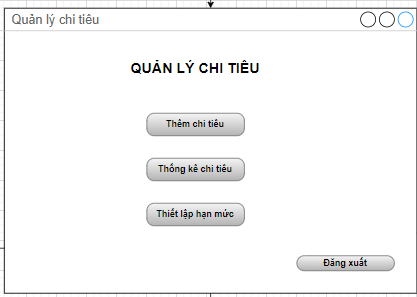 Quản lý chi tiêu
QUẢN LÝ CHI TIÊU
Thêm chi tiêu
Thống kê chi tiêu
Thiết lập hạn mức
Đăng xuất